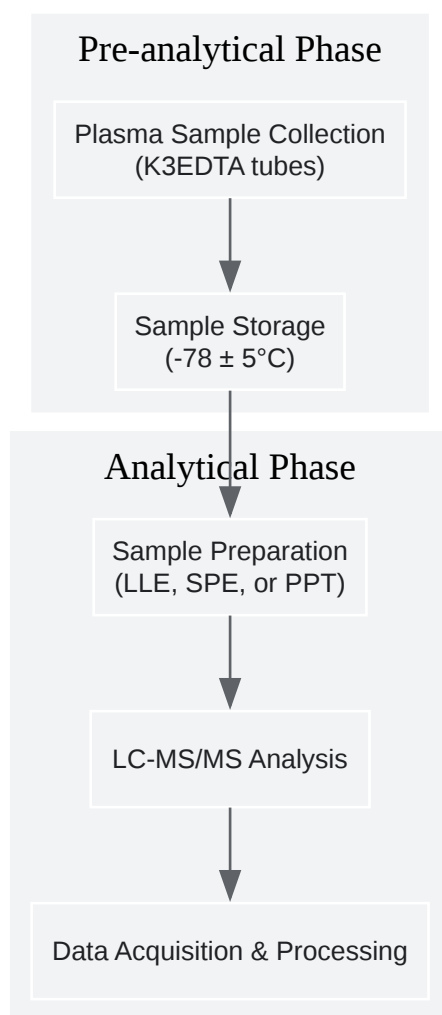 Pre-analytical Phase
Plasma Sample Collection
(K3EDTA tubes)
Sample Storage
(-78 ± 5°C)
Analytical Phase
Sample Preparation
(LLE, SPE, or PPT)
LC-MS/MS Analysis
Data Acquisition & Processing